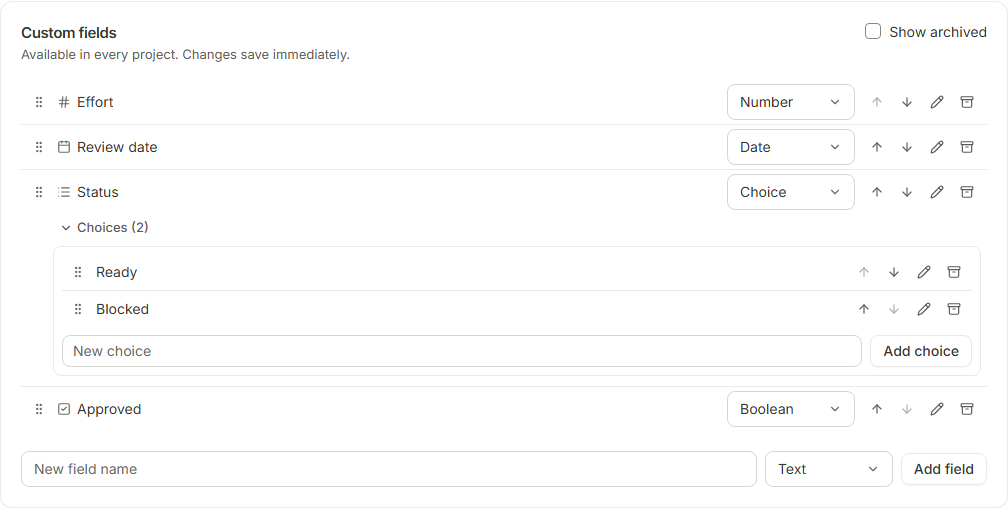 Custom fields
Show archived
Available in every project. Changes save immediately.
Effort
Number
Review date
Date
Status
Choice
Choices (2)
Ready
Blocked
New choice
Add choice
Approved
Boolean
New field name
Text
Add field